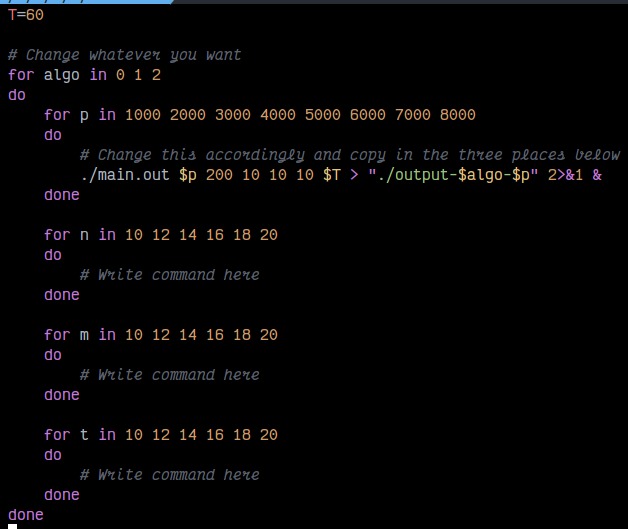 T=60
# Change whatever you want
for algo in 0 1 2
do
for p in 1000 2000 3000 4000 5000 6000 7000 8000
do
# Change this accordingly and copy in the three places below
./main.out $p 200 10 10 10 $T > "./output-$algo-$p" 2>&1 &
done
for n in 10 12 14 16 18 20
do
# Write command here
done
for m in 10 12 14 16 18 20
do
# Write command here
done
for t in 10 12 14 16 18 20
do
# Write command here
done
done